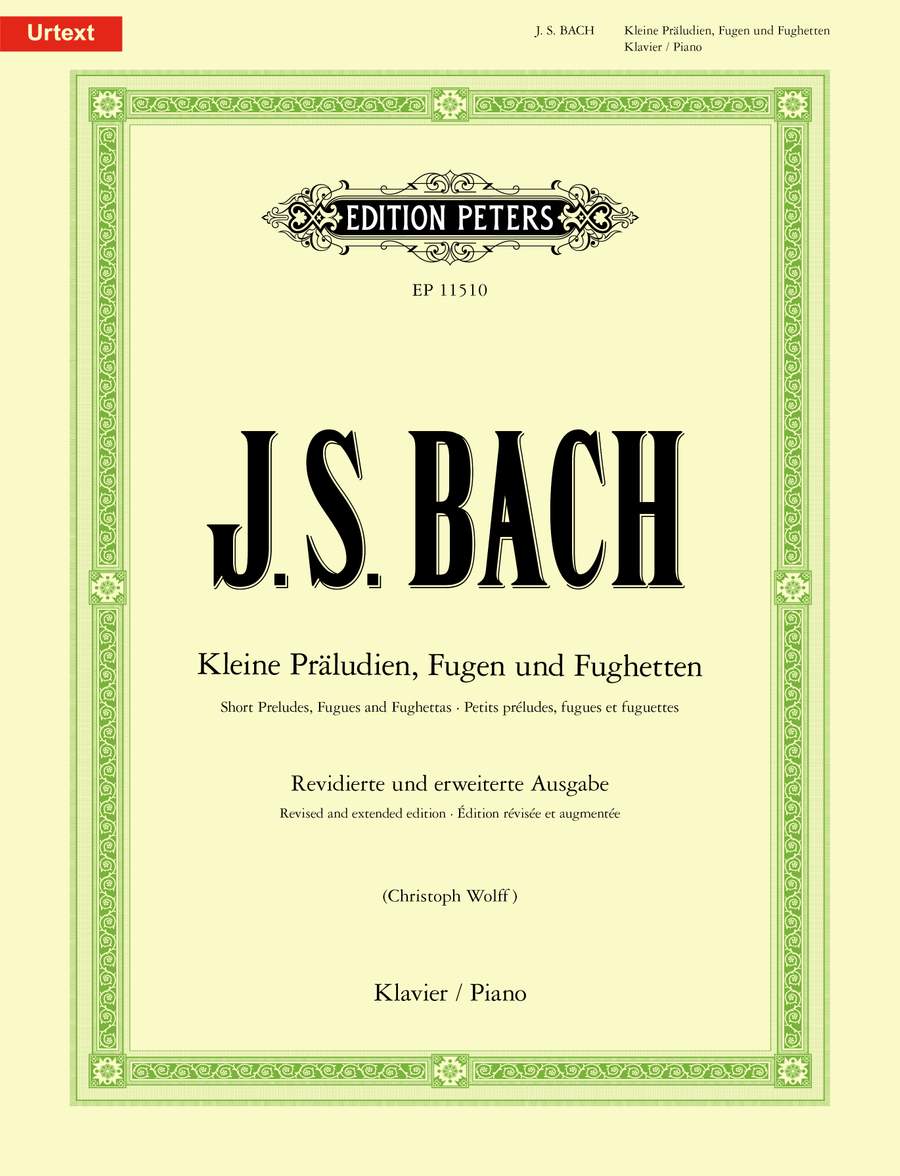 Urtext
J. S. BACH
Kleine Präludien, Fugen und Fughetten
Klavier / Piano
EDITION PETERS
EP 11510
J. S. BACH
Kleine Präludien, Fugen und Fughetten
Short Preludes, Fugues and Fughettas · Petits préludes, fugues et fuguettes
Revidierte und erweiterte Ausgabe
Revised and extended edition · Édition révisée et augmentée
(Christoph Wolff )
Klavier / Piano